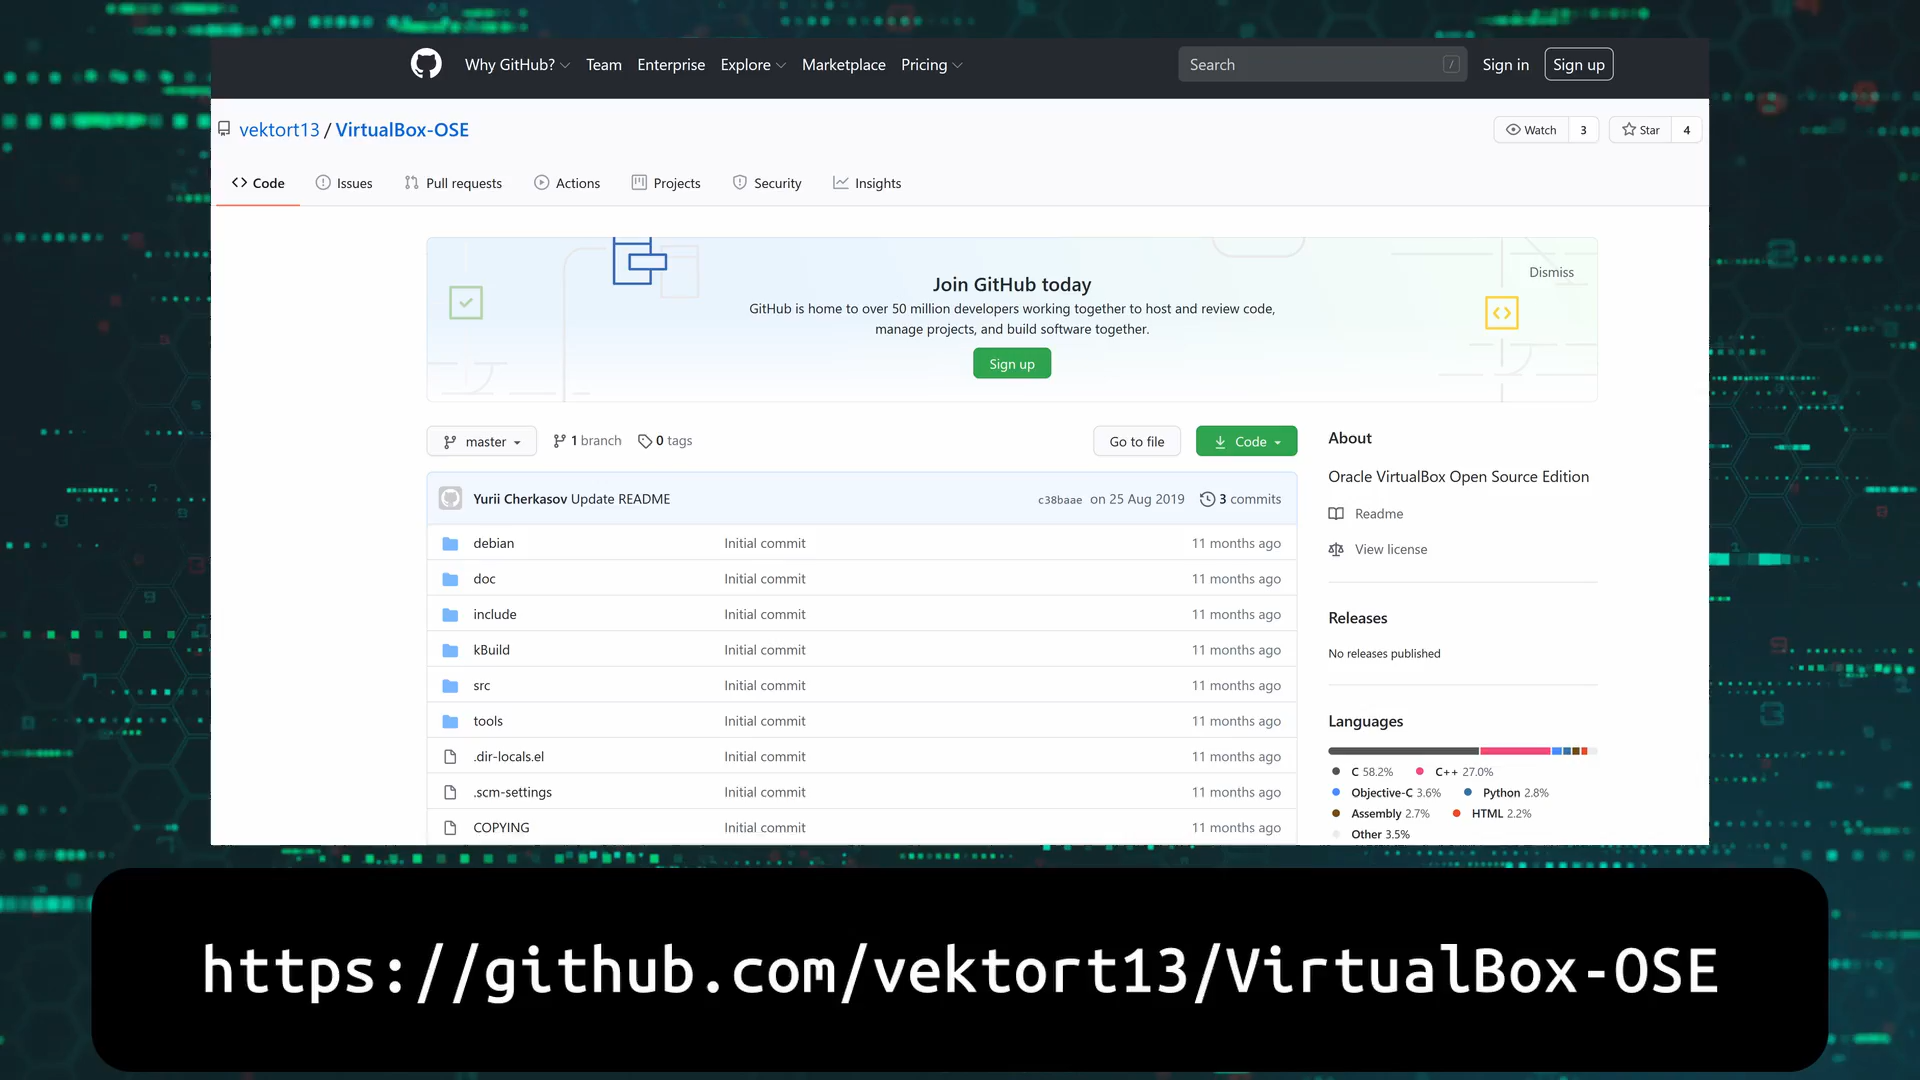 Why GitHub? Team Enterprise Explore Marketplace Pricing Search / Sign in Sign up
vektort13 / VirtualBox-OSE Watch 3 Star 4
Code Issues Pull requests Actions Projects Security Insights
Dismiss
Join GitHub today
GitHub is home to over 50 million developers working together to host and review code,
manage projects, and build software together.
Sign up
master 1 branch 0 tags Go to file Code
Yurii Cherkasov Update README c38baae on 25 Aug 2019 3 commits
debian Initial commit 11 months ago
doc Initial commit 11 months ago
include Initial commit 11 months ago
kBuild Initial commit 11 months ago
src Initial commit 11 months ago
tools Initial commit 11 months ago
.dir-locals.el Initial commit 11 months ago
.scm-settings Initial commit 11 months ago
COPYING Initial commit 11 months ago
About
Oracle VirtualBox Open Source Edition
Readme
View license
Releases
No releases published
Languages
C 58.2% C++ 27.0%
Objective-C 3.6% Python 2.8%
Assembly 2.7% HTML 2.2%
Other 3.5%
https://github.com/vektort13/VirtualBox-OSE